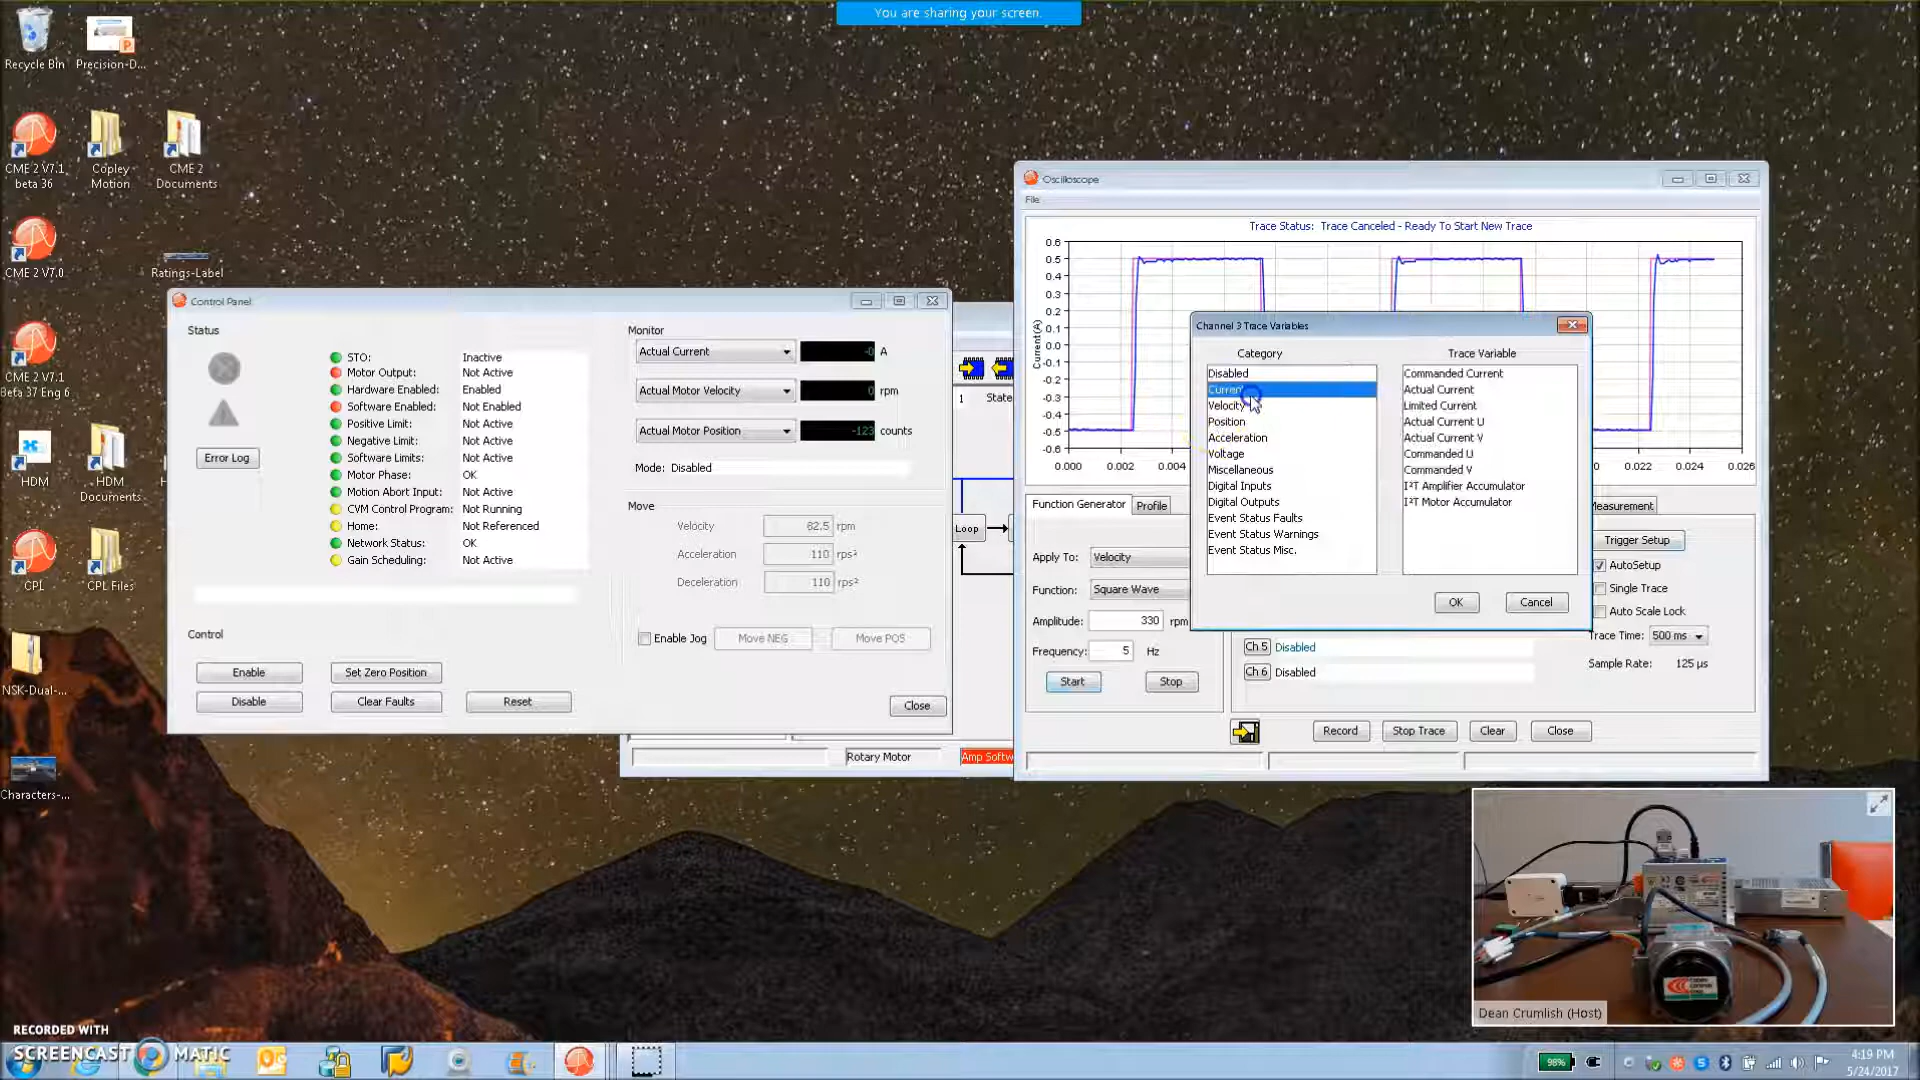 You are sharing your screen.
Recycle Bin
Precision-D...
CME 2 V7.1
beta 36
Copley
Motion
CME 2
Documents
CME 2 V7.0
Ratings-Label
CME 2 V7.1
Beta 37 Eng 6
HDM
HDM
Documents
CPL
CPL Files
NSK-Dual-...
Characters-...
Control Panel
Status
STO: Inactive
Motor Output: Not Active
Hardware Enabled: Enabled
Software Enabled: Not Enabled
Positive Limit: Not Active
Negative Limit: Not Active
Software Limits: Not Active
Motor Phase: OK
Motion Abort Input: Not Active
CVM Control Program: Not Running
Home: Not Referenced
Network Status: OK
Gain Scheduling: Not Active
Error Log
Control
Enable
Set Zero Position
Disable
Clear Faults
Reset
Monitor
Actual Current -0 A
Actual Motor Velocity 0 rpm
Actual Motor Position -123 counts
Mode: Disabled
Move
Velocity 62.5 rpm
Acceleration 110 rps²
Deceleration 110 rps²
Enable Jog Move NEG Move POS
Close
1 State
Loop
Rotary Motor
Amp Softw
Oscilloscope
File
Trace Status: Trace Canceled - Ready To Start New Trace
Current(A)
0.6
0.5
0.4
0.3
0.2
0.1
-0.0
-0.1
-0.2
-0.3
-0.4
-0.5
-0.6
0.000 0.002 0.004 0.022 0.024 0.026
Channel 3 Trace Variables
Category
Disabled
Current
Velocity
Position
Acceleration
Voltage
Miscellaneous
Digital Inputs
Digital Outputs
Event Status Faults
Event Status Warnings
Event Status Misc.
Trace Variable
Commanded Current
Actual Current
Limited Current
Actual Current U
Actual Current V
Commanded U
Commanded V
I²T Amplifier Accumulator
I²T Motor Accumulator
OK
Cancel
Function Generator
Profile
Apply To: Velocity
Function: Square Wave
Amplitude: 330 rpm
Frequency: 5 Hz
Start
Stop
Measurement
Trigger Setup
AutoSetup
Single Trace
Auto Scale Lock
Trace Time: 500 ms
Sample Rate: 125 µs
Ch 5 Disabled
Ch 6 Disabled
Record
Stop Trace
Clear
Close
Dean Crumlish (Host)
RECORDED WITH
SCREENCAST MATIC
98%
4:19 PM
5/24/2017